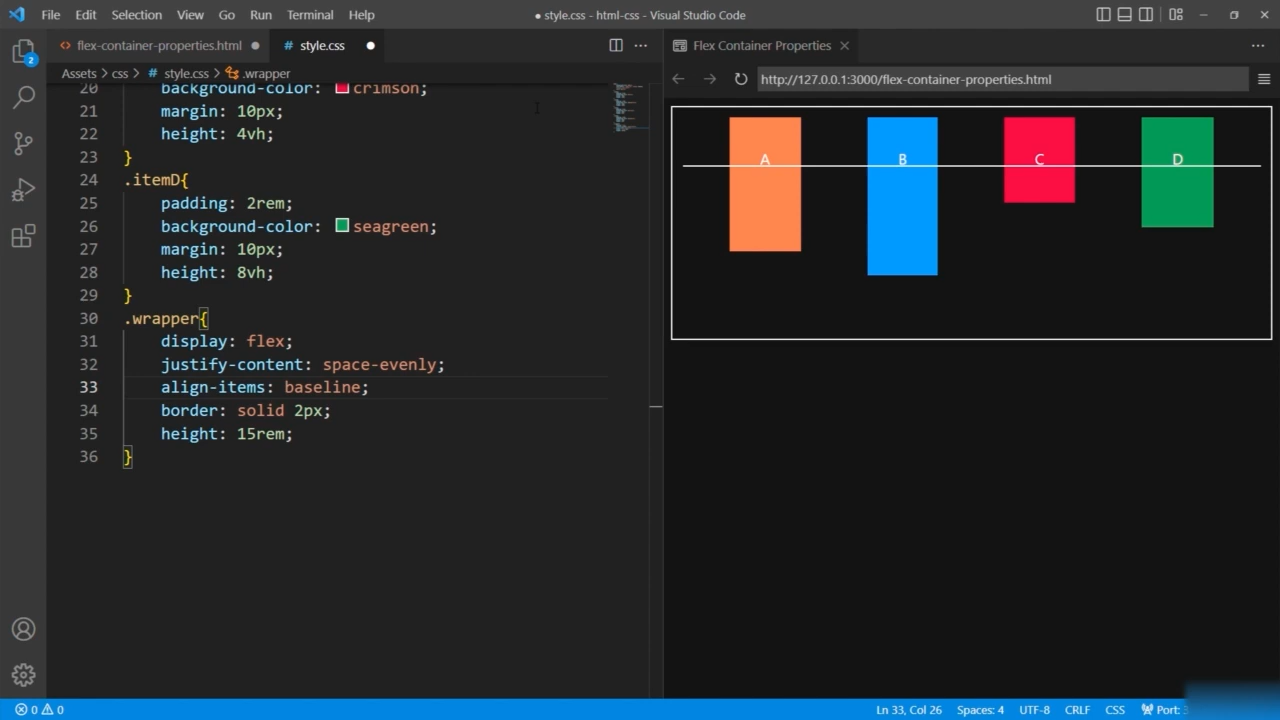 File Edit Selection View Go Run Terminal Help
● style.css - html-css - Visual Studio Code
flex-container-properties.html
# style.css
Flex Container Properties
Assets > css > # style.css > .wrapper
http://127.0.0.1:3000/flex-container-properties.html
2
20 background-color: crimson;
21 margin: 10px;
22 height: 4vh;
23 }
24 .itemD{
25 padding: 2rem;
26 background-color: seagreen;
27 margin: 10px;
28 height: 8vh;
29 }
30 .wrapper{
31 display: flex;
32 justify-content: space-evenly;
33 align-items: baseline;
34 border: solid 2px;
35 height: 15rem;
36 }
A B C D
0 0
Ln 33, Col 26 Spaces: 4 UTF-8 CRLF CSS Port: